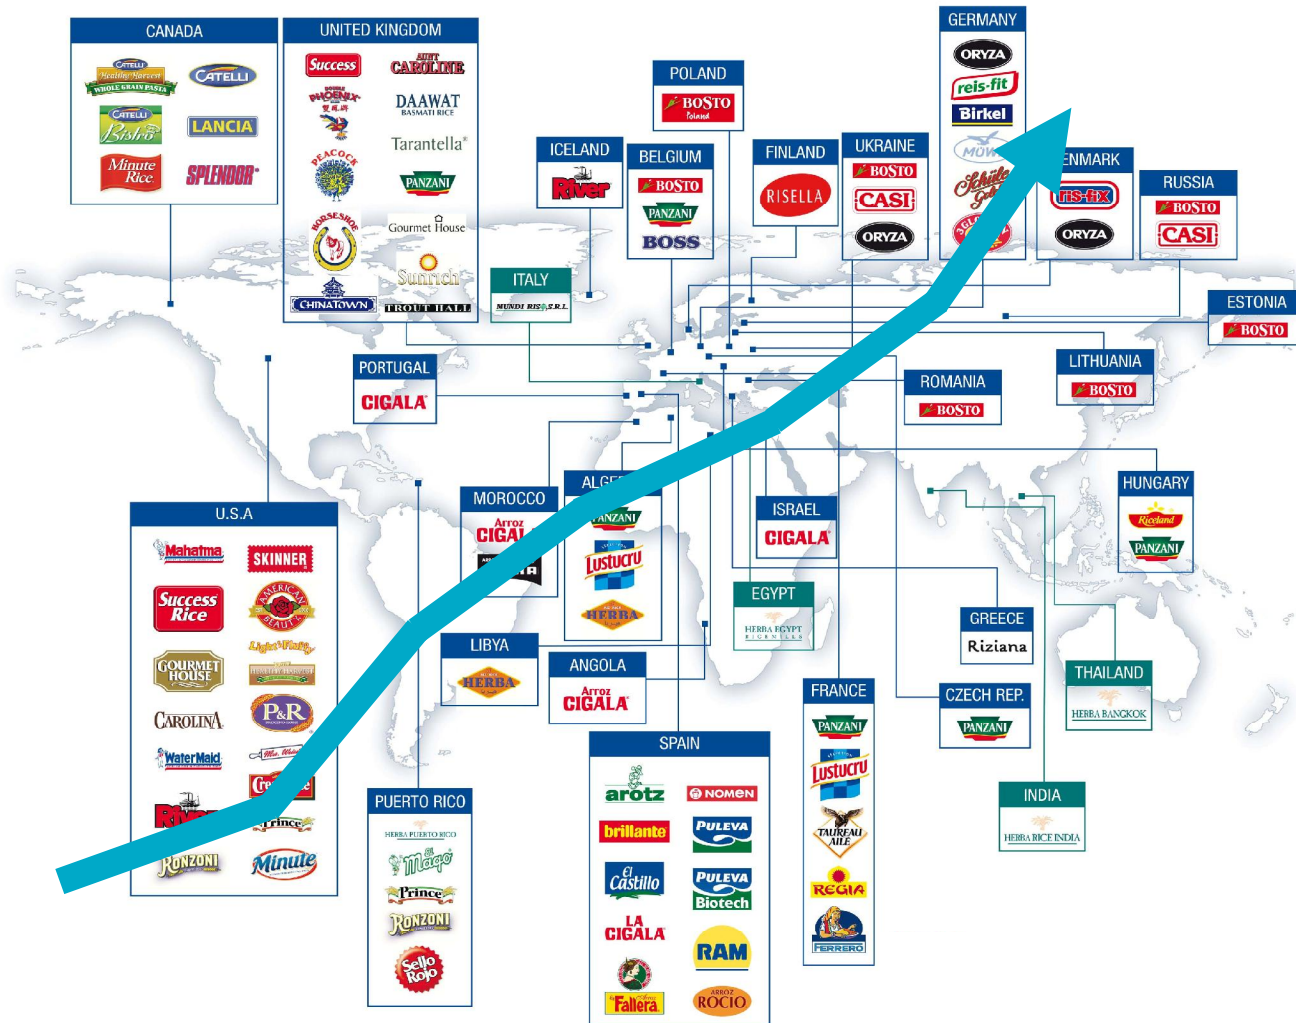 CANADA
CATELLI
Healthy Harvest
WHOLE GRAIN PASTA
CATELLI
CATELLI
Bistro
LANCIA
Minute
Rice
SPLENDOR
UNITED KINGDOM
Success
AUNT
CAROLINE
DOUBLE
PHOENIX
DAAWAT
BASMATI RICE
PEACOCK
Tarantella
PANZANI
HORSESHOE
Gourmet House
Sunrich
CHINATOWN
TROUT HALL
ICELAND
River
ITALY
MUNDI RISO S.R.L.
POLAND
BOSTO
Poland
BELGIUM
BOSTO
PANZANI
BOSS
FINLAND
RISELLA
UKRAINE
BOSTO
CASI
ORYZA
GERMANY
ORYZA
reis-fit
Birkel
ris-fix
ORYZA
RUSSIA
BOSTO
CASI
ESTONIA
BOSTO
LITHUANIA
BOSTO
ROMANIA
BOSTO
PORTUGAL
CIGALA
U.S.A
Mahatma
SKINNER
Success
Rice
AMERICAN
BEAUTY
GOURMET
HOUSE
Light 'n Fluffy
CAROLINA
P&R
WaterMaid
River
Prince
RONZONI
Minute
MOROCCO
Arroz
CIGALA
PANZANI
LUSTUCRU
HERBA
ISRAEL
CIGALA
HUNGARY
Riceland
PANZANI
EGYPT
HERBA EGYPT
RICEMILLS
GREECE
Riziana
LIBYA
HERBA
ANGOLA
Arroz
CIGALA
THAILAND
HERBA BANGKOK
CZECH REP.
PANZANI
FRANCE
PANZANI
LUSTUCRU
TAUREAU
AILÉ
REGIA
FERRERO
INDIA
HERBA RICE INDIA
PUERTO RICO
HERBA PUERTO RICO
El
Mago
Prince
RONZONI
Sello
Rojo
SPAIN
arotz
NOMEN
brillante
PULEVA
El
Castillo
PULEVA
Biotech
LA
CIGALA
RAM
la Fallera
ARROZ
ROCIO